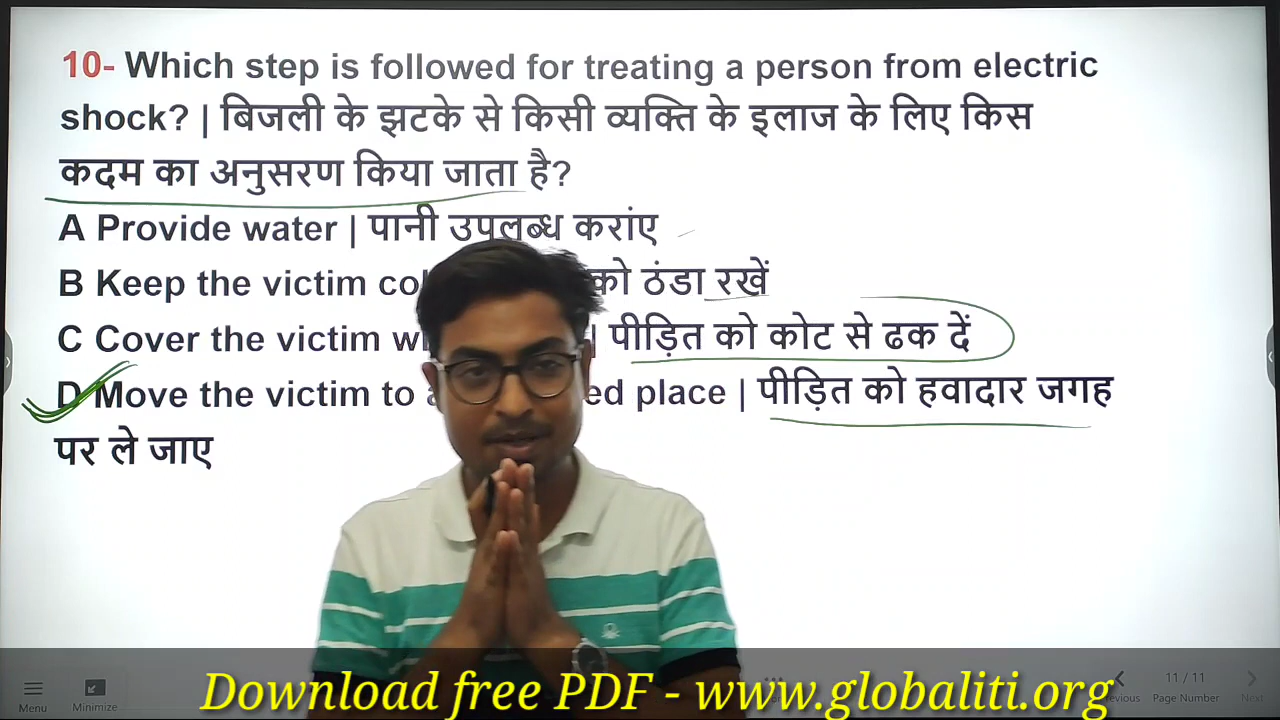 10- Which step is followed for treating a person from electric
shock? | बिजली के झटके से किसी व्यक्ति के इलाज के लिए किस
कदम का अनुसरण किया जाता है?
A Provide water | पानी उपलब्ध करांए
B Keep the victim को ठंडा रखें
C Cover the victim | पीड़ित को कोट से ढक दें
D Move the victim to place | पीड़ित को हवादार जगह
पर ले जाए
Menu
Minimize
11 / 11
Page Number
Next
Download free PDF - www.globaliti.org